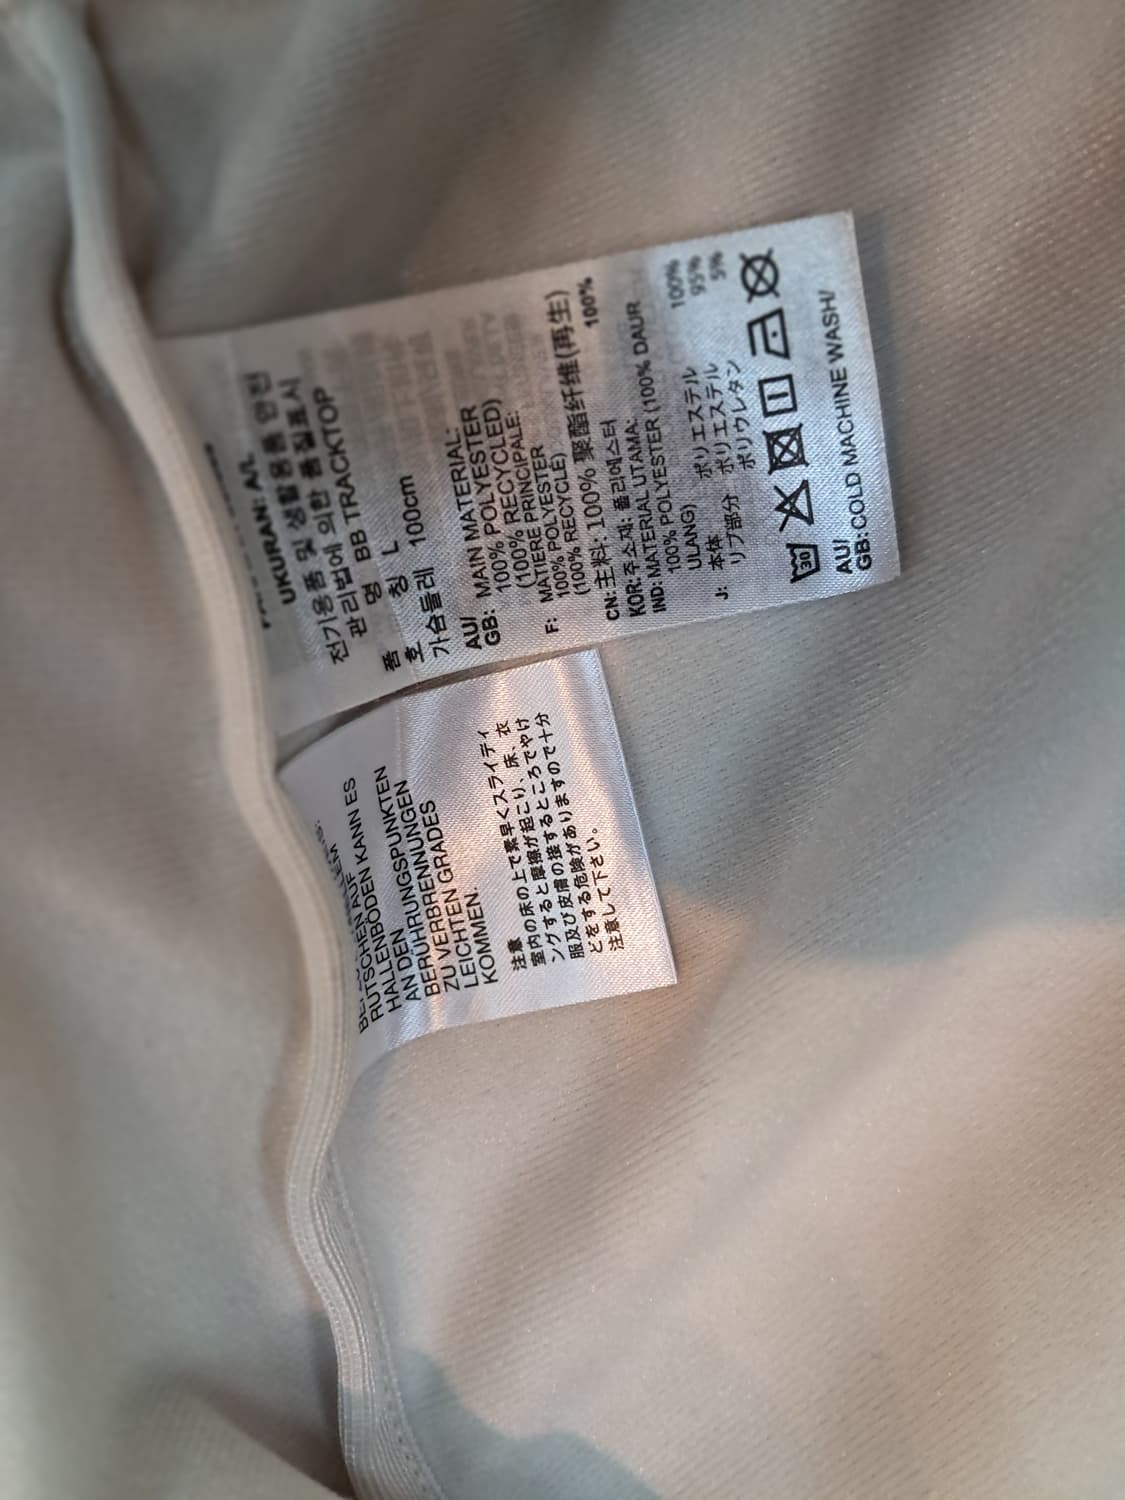 UKURAN: A/L
전기용품 및 생활용품 안전
관리법에 의한 품질표시
품 명 BB TRACKTOP
호 칭 L
가슴둘레 100cm
AU/
GB: MAIN MATERIAL:
100% POLYESTER
(100% RECYCLED)
F: MATIERE PRINCIPALE:
100% POLYESTER
(100% RECYCLE)
CN: 主料: 100% 聚酯纤维(再生)
KOR: 주소재: 폴리에스터 100%
IND: MATERIAL UTAMA:
100% POLYESTER (100% DAUR
ULANG)
J: 本体 ポリエステル 100%
リブ部分 ポリエステル 95%
ポリウレタン 5%
30
AU/
GB: COLD MACHINE WASH/
RUTSCHEN AUF
HALLENBÖDEN KANN ES
AN DEN
BERÜHRUNGSPUNKTEN
ZU VERBRENNUNGEN
LEICHTEN GRADES
KOMMEN.
注意
室内の床の上で素早くスライディ
ングすると摩擦が起こり、床、衣
服及び皮膚の接するところでやけ
どをする危険がありますので十分
注意して下さい。